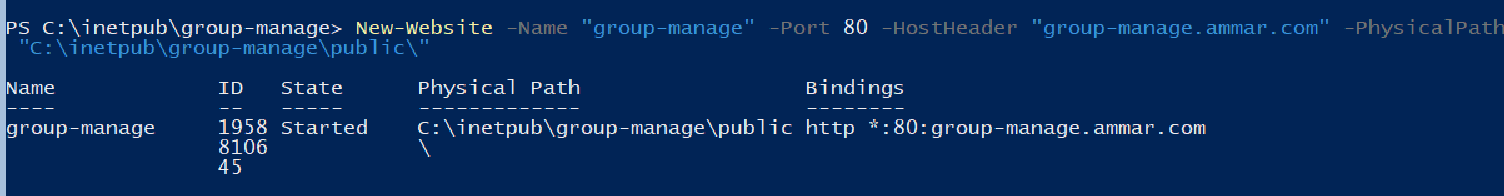 PS C:\inetpub\group-manage> New-Website -Name "group-manage" -Port 80 -HostHeader "group-manage.ammar.com" -PhysicalPath
"C:\inetpub\group-manage\public\"
Name             ID   State      Physical Path                  Bindings
----             --   -----      -------------                  --------
group-manage     1958 Started    C:\inetpub\group-manage\public http *:80:group-manage.ammar.com
                 8106            \
                 45